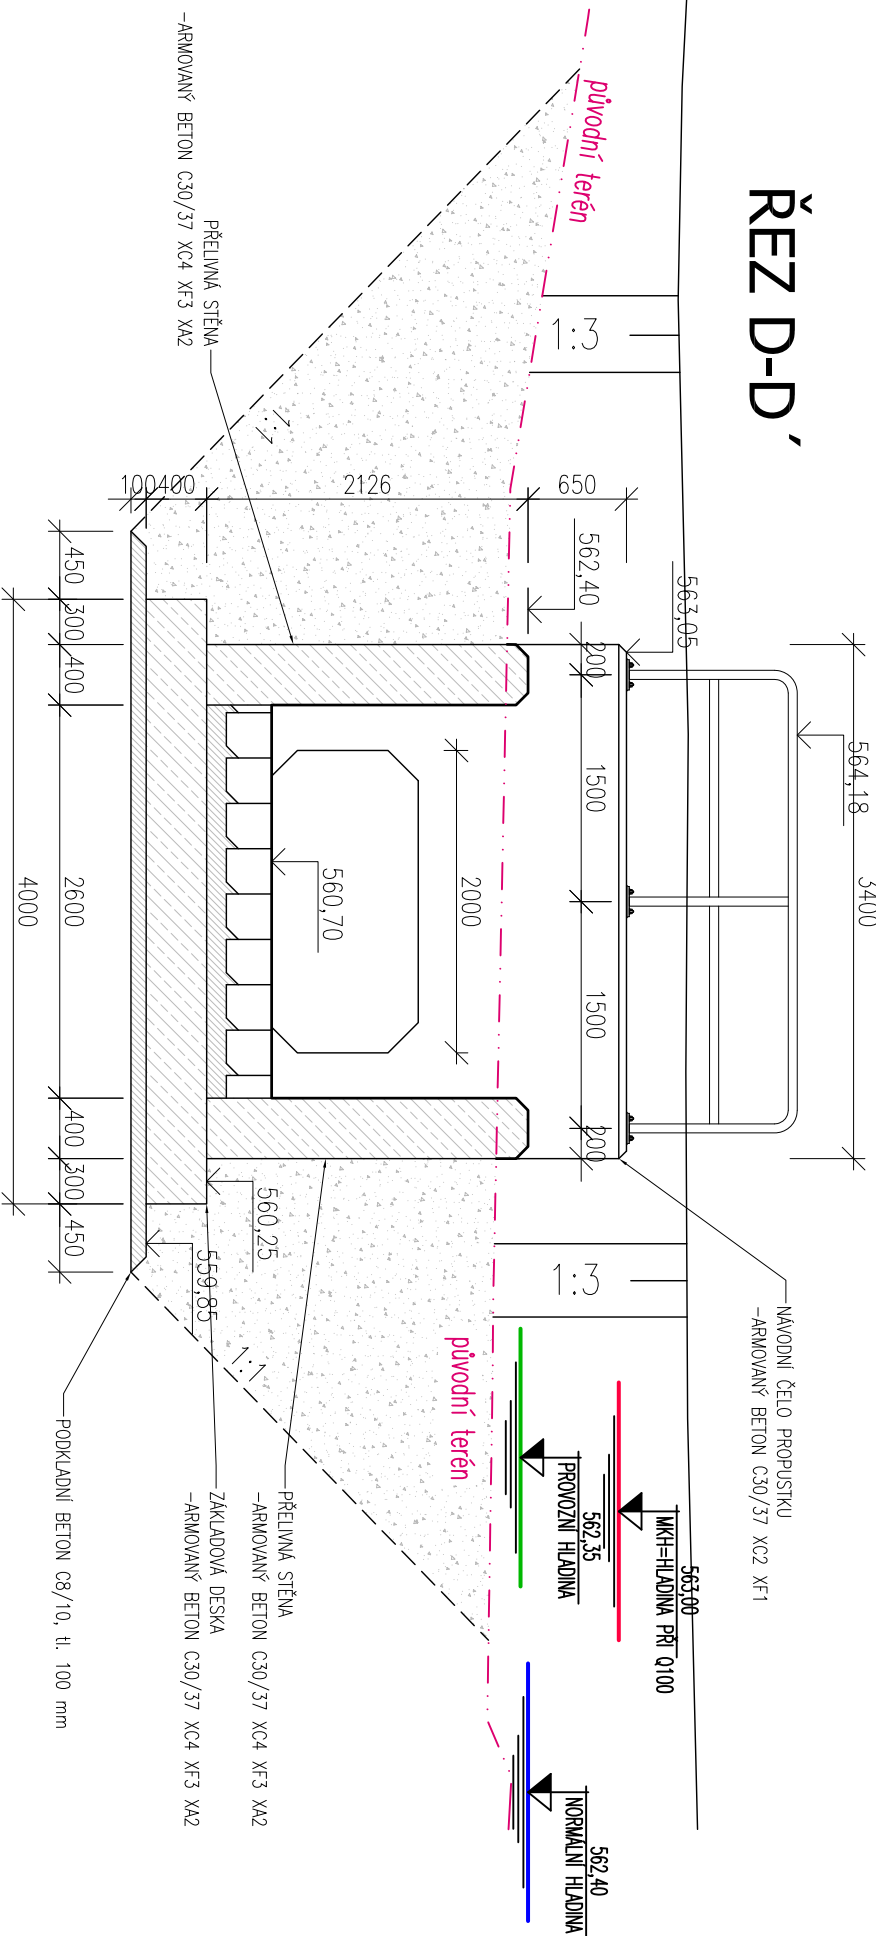 ŘEZ D-D´
564,18
3400
563,05
562,40
650
2126
400
100
200
1500
1500
200
2000
560,70
560,25
559,85
450
300
400
2600
400
300
450
4000
1:3
1:3
1:1
1:1
původní terén
původní terén
PŘELIVNÁ STĚNA
-ARMOVANÝ BETON C30/37 XC4 XF3 XA2
NÁVODNÍ ČELO PROPUSTKU
-ARMOVANÝ BETON C30/37 XC2 XF1
563,00
MKH=HLADINA PŘI Q100
562,35
PROVOZNÍ HLADINA
562,40
NORMÁLNÍ HLADINA
PŘELIVNÁ STĚNA
-ARMOVANÝ BETON C30/37 XC4 XF3 XA2
ZÁKLADOVÁ DESKA
-ARMOVANÝ BETON C30/37 XC4 XF3 XA2
PODKLADNÍ BETON C8/10, tl. 100 mm